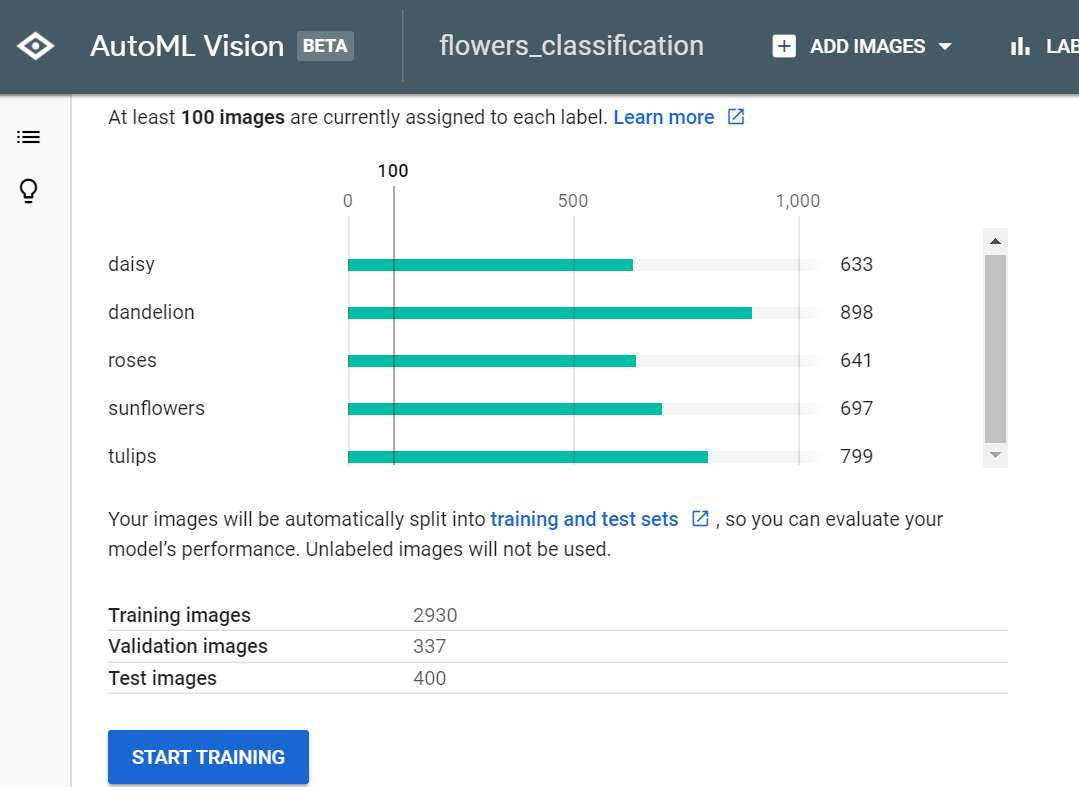 AutoML Vision BETA flowers_classification ADD IMAGES LAB
At least 100 images are currently assigned to each label. Learn more
100
0 500 1,000
daisy 633
dandelion 898
roses 641
sunflowers 697
tulips 799
Your images will be automatically split into training and test sets , so you can evaluate your
model’s performance. Unlabeled images will not be used.
Training images 2930
Validation images 337
Test images 400
START TRAINING